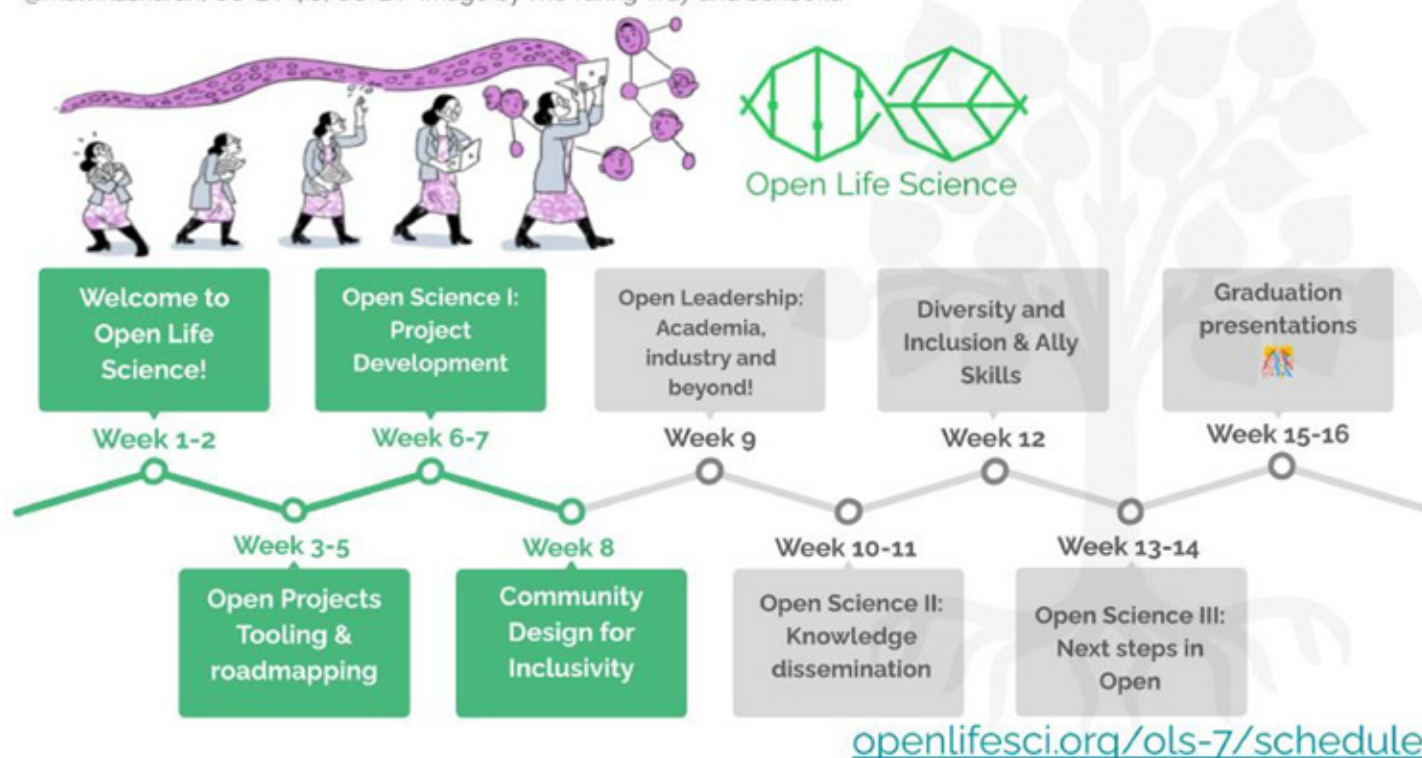 Open Life Science
Welcome to
Open Life
Science!
Open Science I:
Project
Development
Open Leadership:
Academia,
industry and
beyond!
Diversity and
Inclusion & Ally
Skills
Graduation
presentations
Week 1-2
Week 6-7
Week 9
Week 12
Week 15-16
Week 3-5
Week 8
Week 10-11
Week 13-14
Open Projects
Tooling &
roadmapping
Community
Design for
Inclusivity
Open Science II:
Knowledge
dissemination
Open Science III:
Next steps in
Open
openlifesci.org/ols-7/schedule